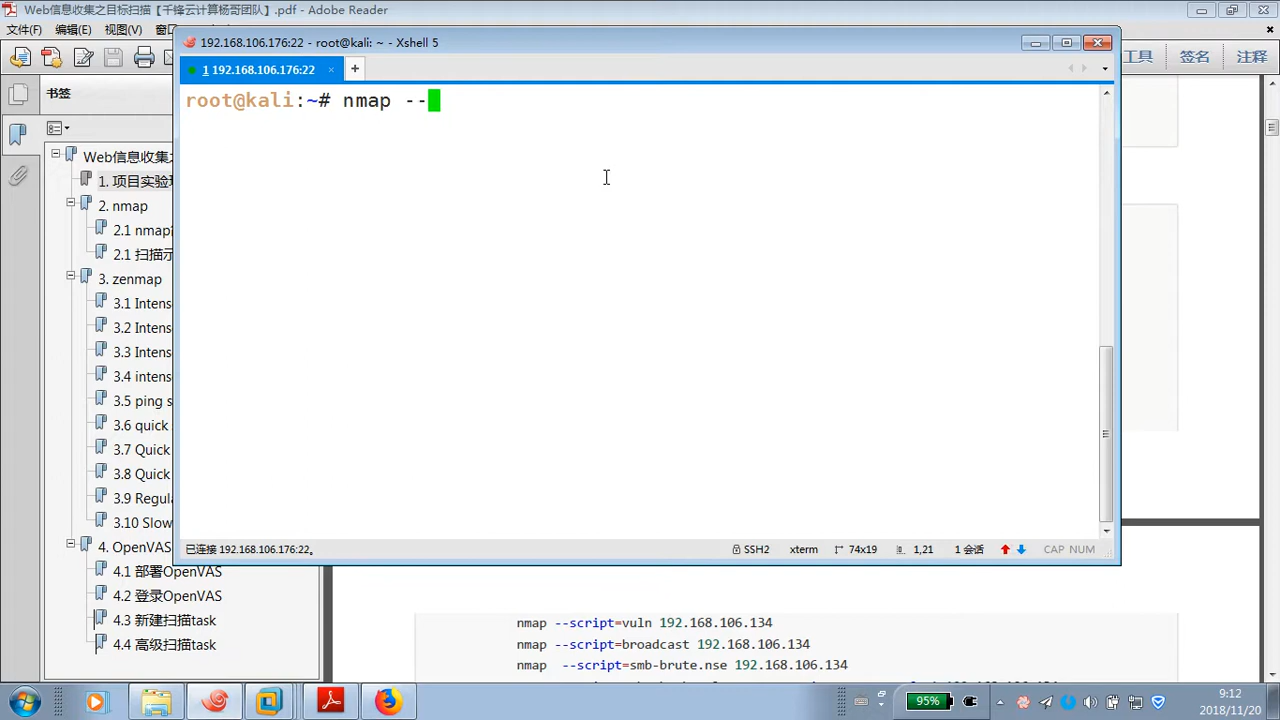 Web信息收集之目标扫描【千锋云计算杨哥团队】.pdf - Adobe Reader
文件(F) 编辑(E) 视图(V) 窗
192.168.106.176:22 - root@kali: ~ - Xshell 5
1 192.168.106.176:22
工具 签名 注释
书签
root@kali:~# nmap --
Web信息收集之
1. 项目实验环
2. nmap
2.1 nmap
2.1 扫描示
3. zenmap
3.1 Intens
3.2 Intens
3.3 Intens
3.4 intens
3.5 ping s
3.6 quick
3.7 Quick
3.8 Quick
3.9 Regula
3.10 Slow
4. OpenVAS
4.1 部署OpenVAS
4.2 登录OpenVAS
4.3 新建扫描task
4.4 高级扫描task
已连接 192.168.106.176:22。 SSH2 xterm 74x19 1,21 1 会话 CAP NUM
nmap --script=vuln 192.168.106.134
nmap --script=broadcast 192.168.106.134
nmap --script=smb-brute.nse 192.168.106.134
95%
9:12
2018/11/20